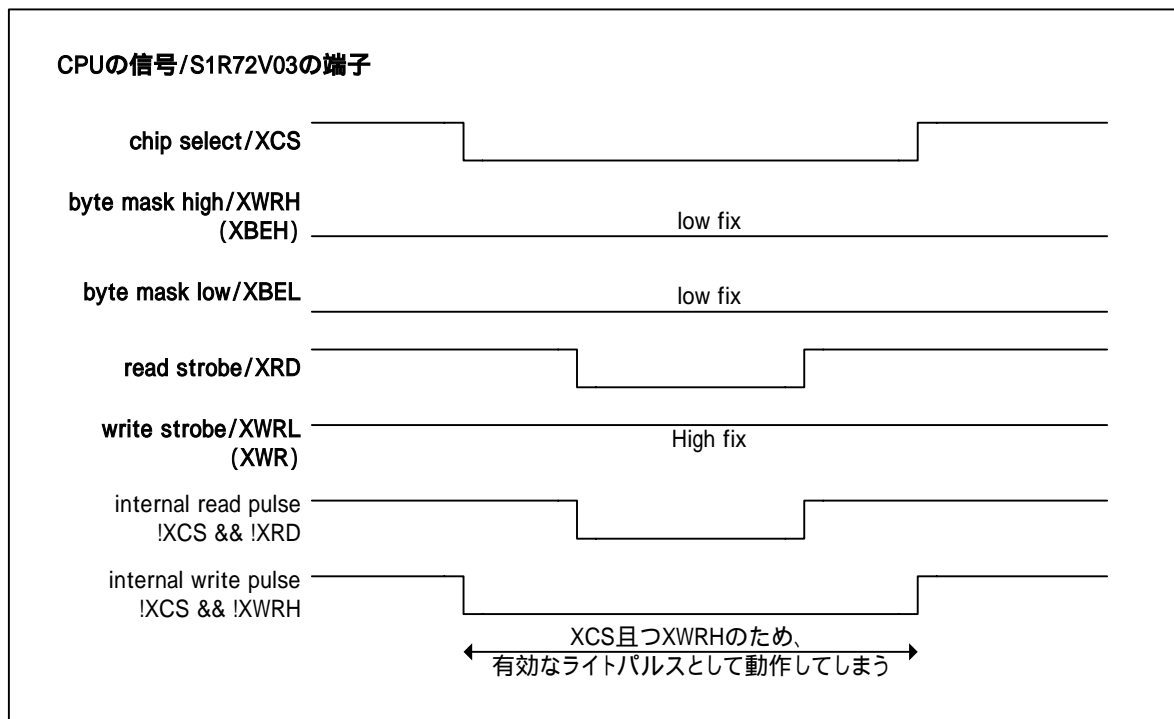 CPUの信号/S1R72V03の端子
chip select/XCS
byte mask high/XWRH
(XBEH)
low fix
byte mask low/XBEL
low fix
read strobe/XRD
write strobe/XWRL
(XWR)
High fix
internal read pulse
!XCS && !XRD
internal write pulse
!XCS && !XWRH
XCS且つXWRHのため、
有効なライトパルスとして動作してしまう